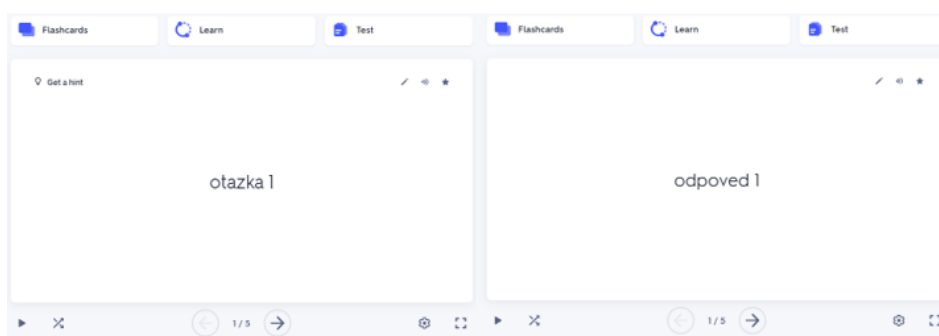 Flashcards Learn Test
Get a hint
otazka 1
1 / 5
Flashcards Learn Test
odpoved 1
1 / 5